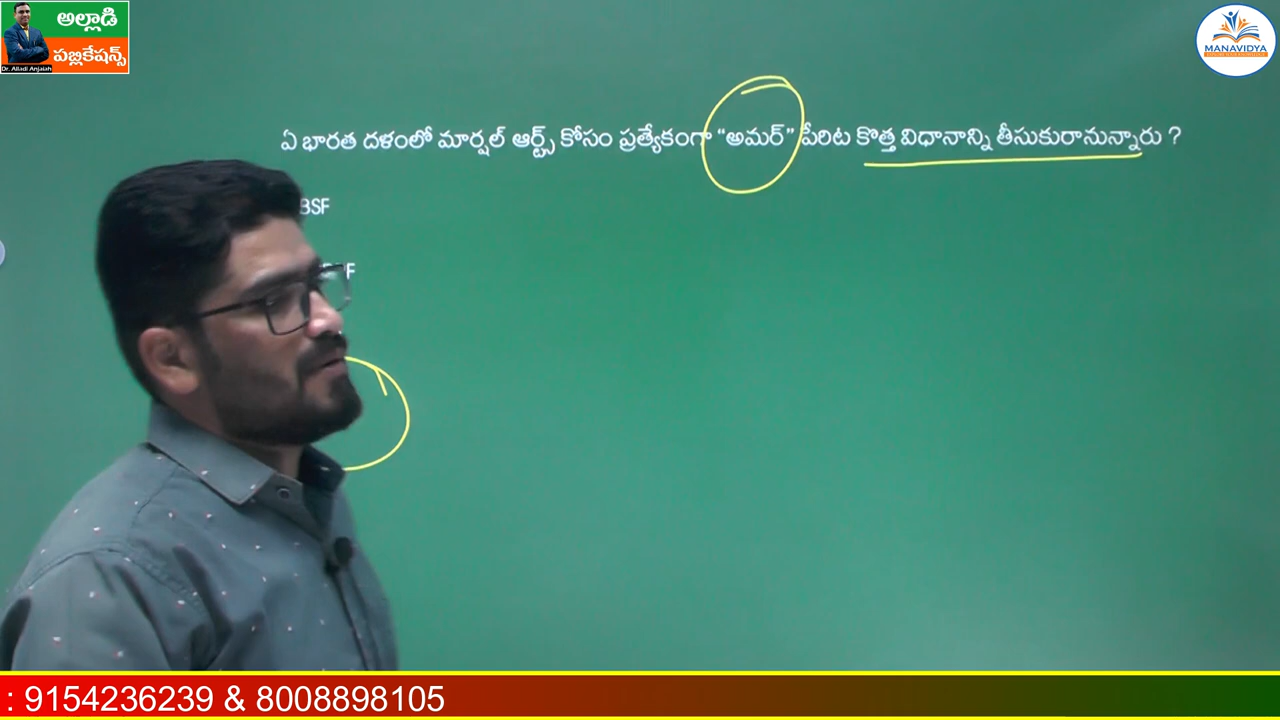 అల్లాడి
పబ్లికేషన్స్
Dr. Alladi Anjaiah
MANAVIDYA
ఏ భారత దళంలో మార్షల్ ఆర్ట్స్ కోసం ప్రత్యేకంగా “అమర్” పేరిట కొత్త విధానాన్ని తీసుకురానున్నారు ?
BSF
F
: 9154236239 & 8008898105